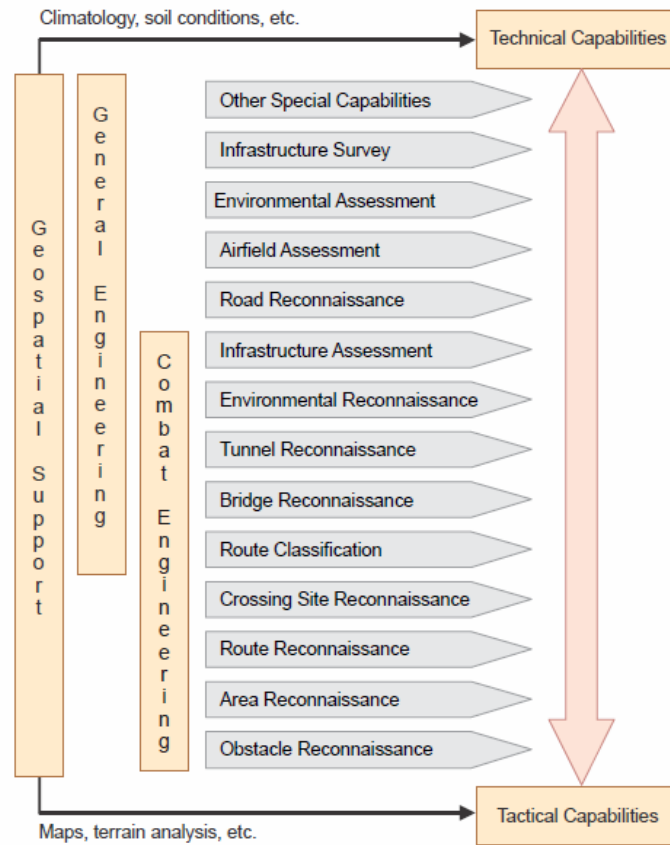 Climatology, soil conditions, etc.
Technical Capabilities
Geospatial Support
General Engineering
Combat Engineering
Other Special Capabilities
Infrastructure Survey
Environmental Assessment
Airfield Assessment
Road Reconnaissance
Infrastructure Assessment
Environmental Reconnaissance
Tunnel Reconnaissance
Bridge Reconnaissance
Route Classification
Crossing Site Reconnaissance
Route Reconnaissance
Area Reconnaissance
Obstacle Reconnaissance
Tactical Capabilities
Maps, terrain analysis, etc.